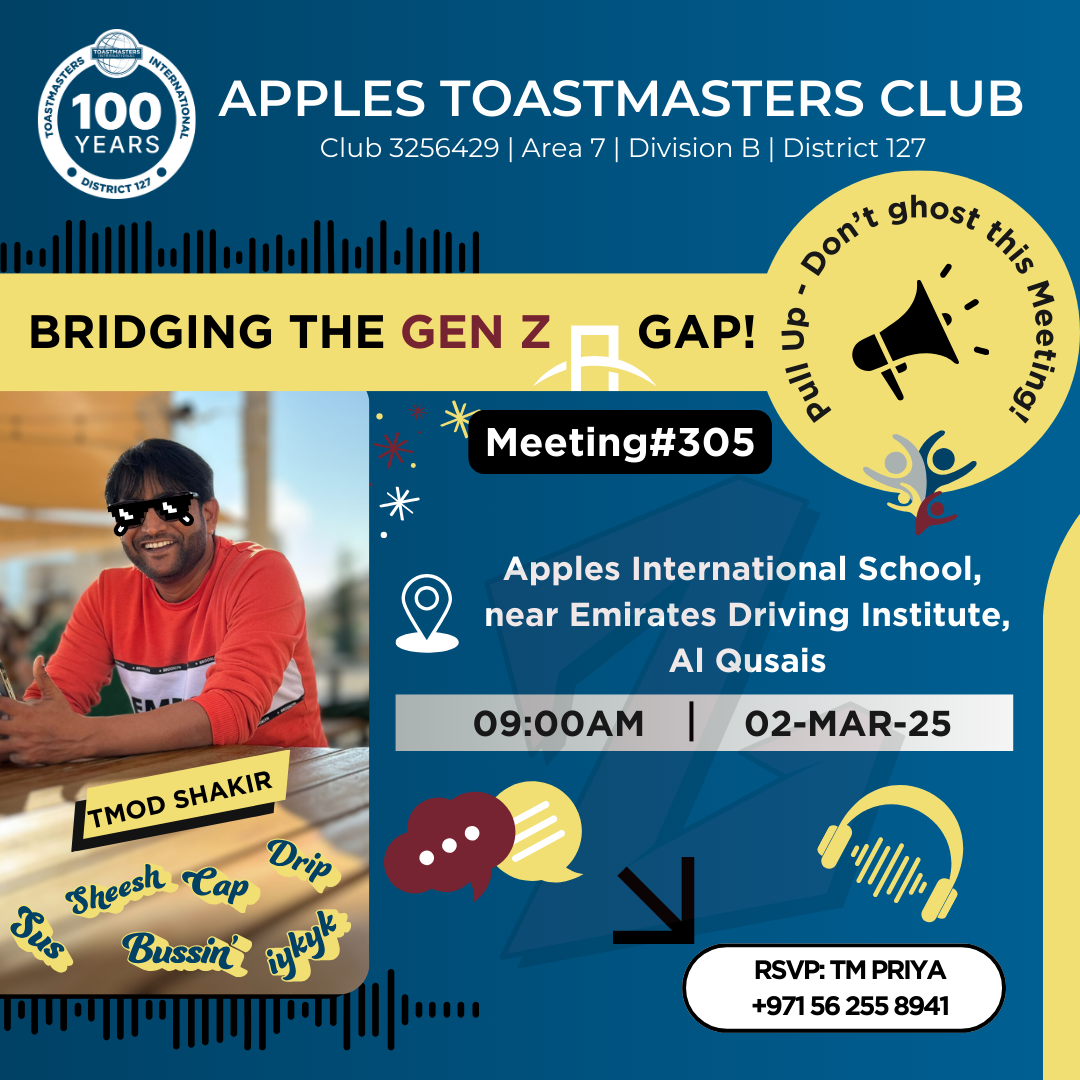 TOASTMASTERS INTERNATIONAL
TOASTMASTERS
100
YEARS
DISTRICT 127
APPLES TOASTMASTERS CLUB
Club 3256429 | Area 7 | Division B | District 127
Pull Up - Don't ghost this Meeting!
BRIDGING THE GEN Z GAP!
Meeting#305
Apples International School,
near Emirates Driving Institute,
Al Qusais
09:00AM | 02-MAR-25
TMOD SHAKIR
Drip
Sheesh
Cap
Sus
Bussin'
iykyk
RSVP: TM PRIYA
+971 56 255 8941